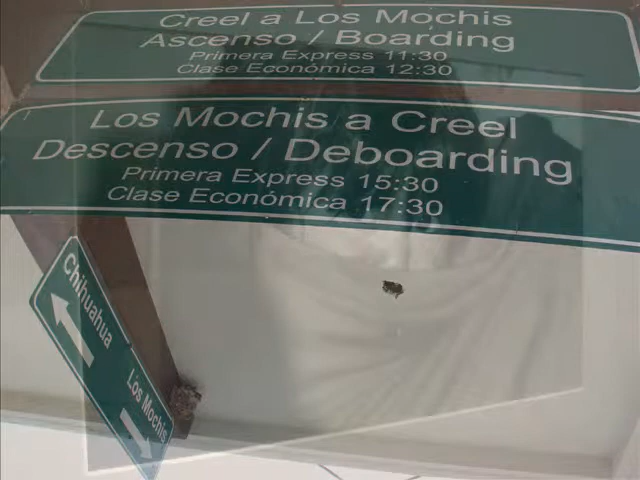 Creel a Los Mochis
Ascenso / Boarding
Primera Express 11:30
Clase Económica 12:30
Los Mochis a Creel
Descenso / Deboarding
Primera Express 15:30
Clase Económica 17:30
Chihuahua
Los Mochis